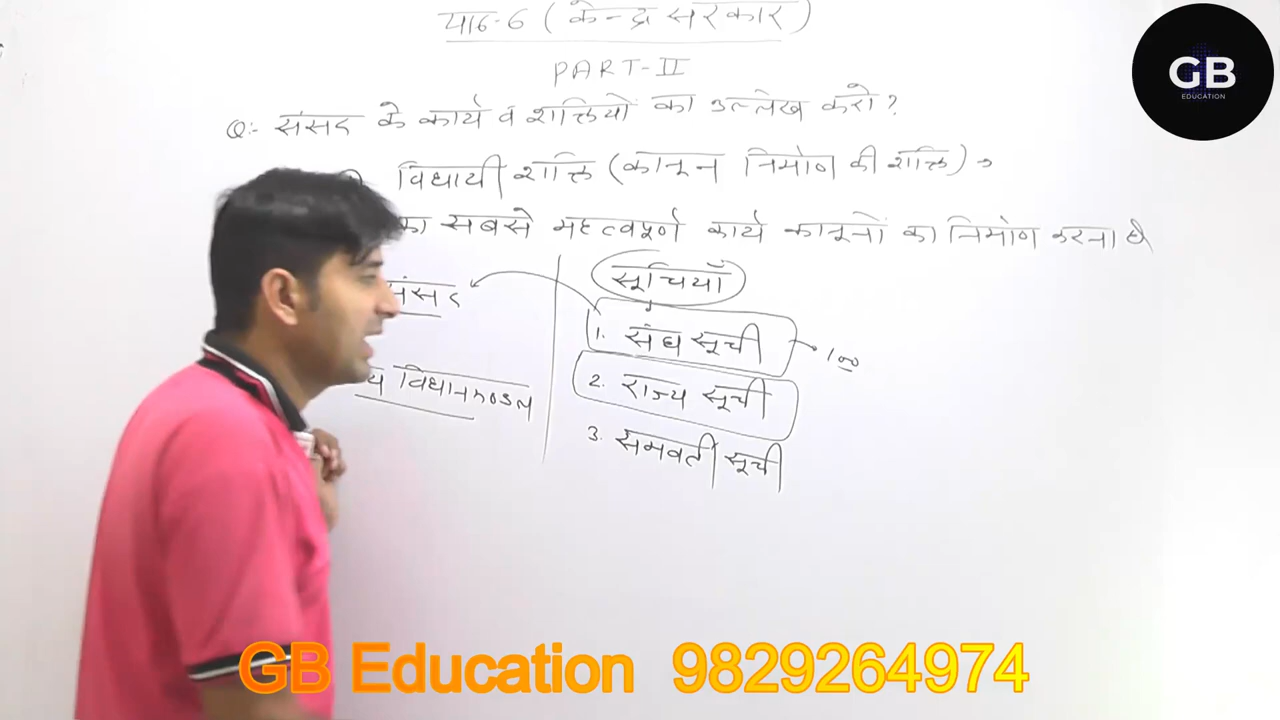 पाठ-6 (केन्द्र सरकार)
PART-II
Q:- संसद के कार्य व शक्तियों का उल्लेख करो?
विधायी शक्ति (कानून निर्माण की शक्ति) →
का सबसे महत्वपूर्ण कार्य कानूनों का निर्माण करना है
संसद
विधानमण्डल
सूचियाँ
1. संघ सूची → 100
2. राज्य सूची
3. समवर्ती सूची
GB
EDUCATION
GB Education 9829264974